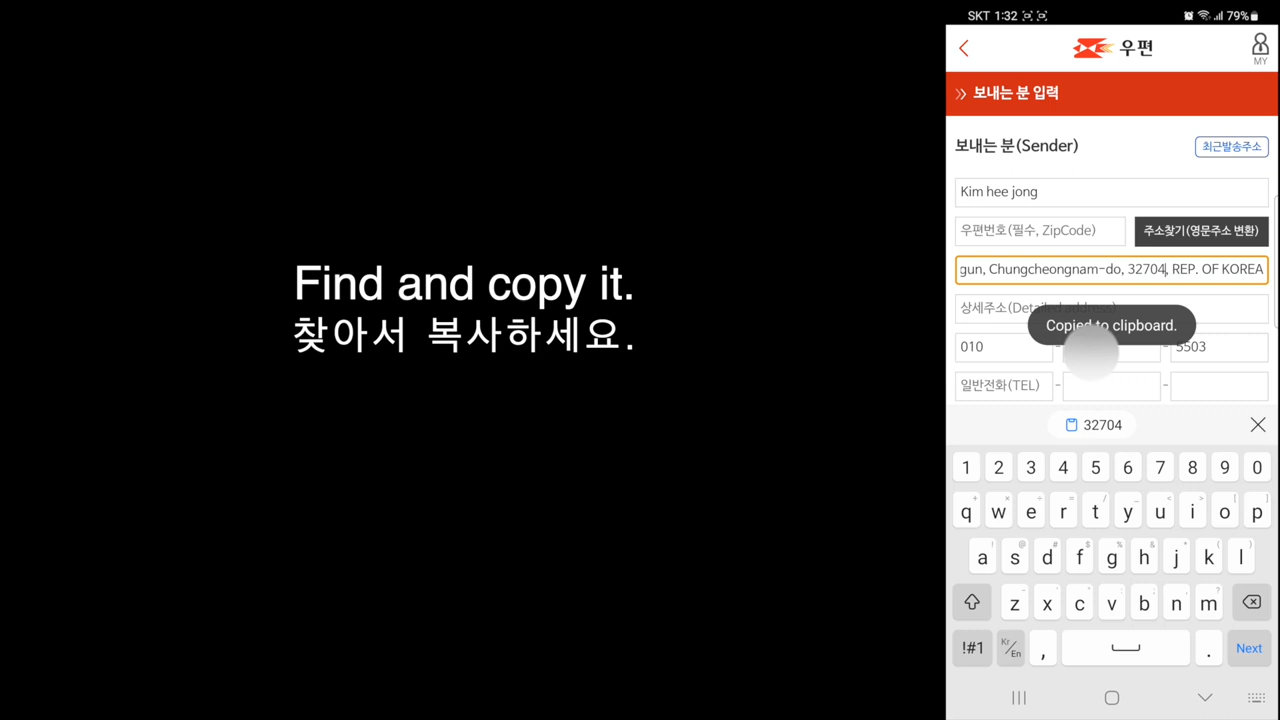 Find and copy it.
찾아서 복사하세요.
SKT 1:32
79%
우편
MY
보내는 분 입력
보내는 분(Sender)
최근발송주소
Kim hee jong
우편번호(필수, ZipCode)
주소찾기(영문주소 변환)
gun, Chungcheongnam-do, 32704, REP. OF KOREA
상세주소(Detailed address)
Copied to clipboard.
010 - - 5503
일반전화(TEL) - -
32704
1 2 3 4 5 6 7 8 9 0
q w e r t y u i o p
a s d f g h j k l
z x c v b n m
!#1 Kr/En , . Next